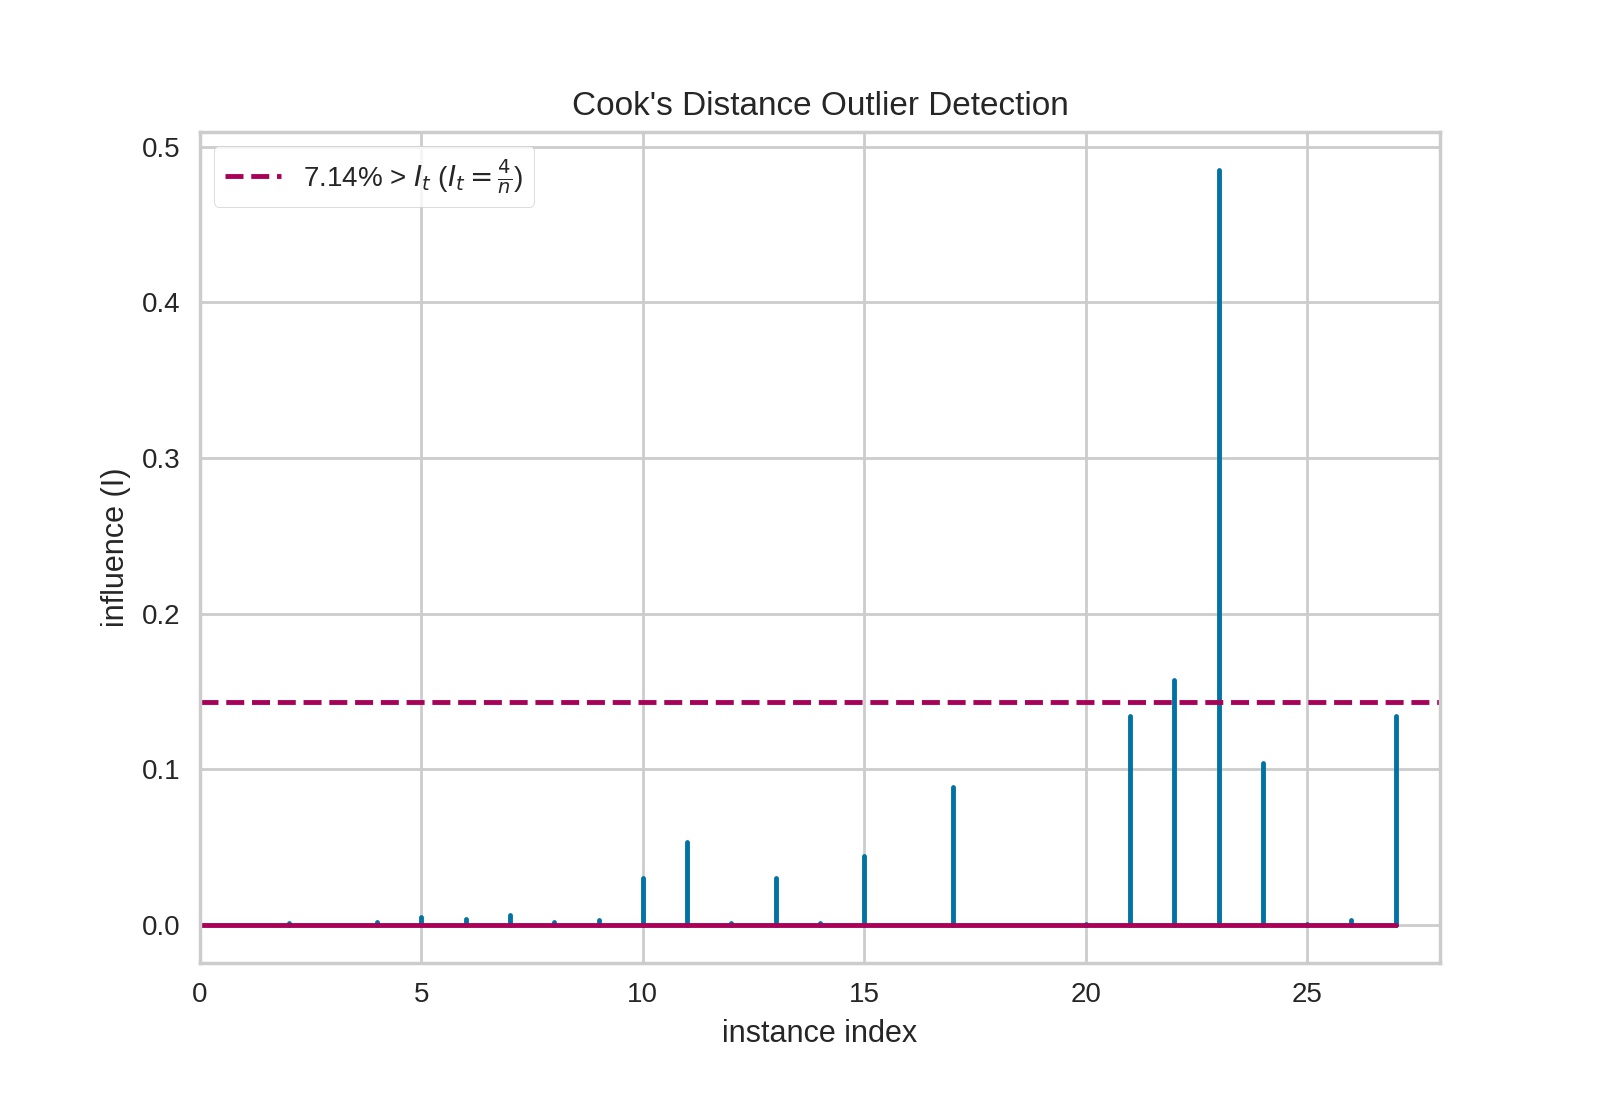 Cook's Distance Outlier Detection
7.14% > I_t (I_t = 4/n)
influence (I)
0.5
0.4
0.3
0.2
0.1
0.0
0 5 10 15 20 25
instance index